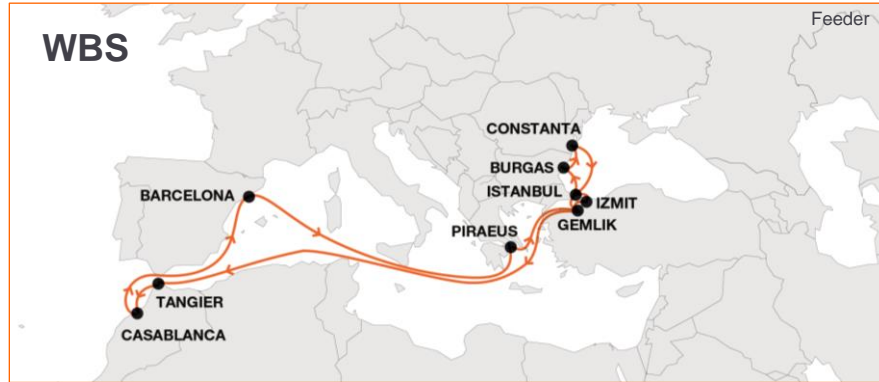 Feeder
WBS
CONSTANTA
BURGAS
BARCELONA
ISTANBUL
IZMIT
GEMLIK
PIRAEUS
TANGIER
CASABLANCA